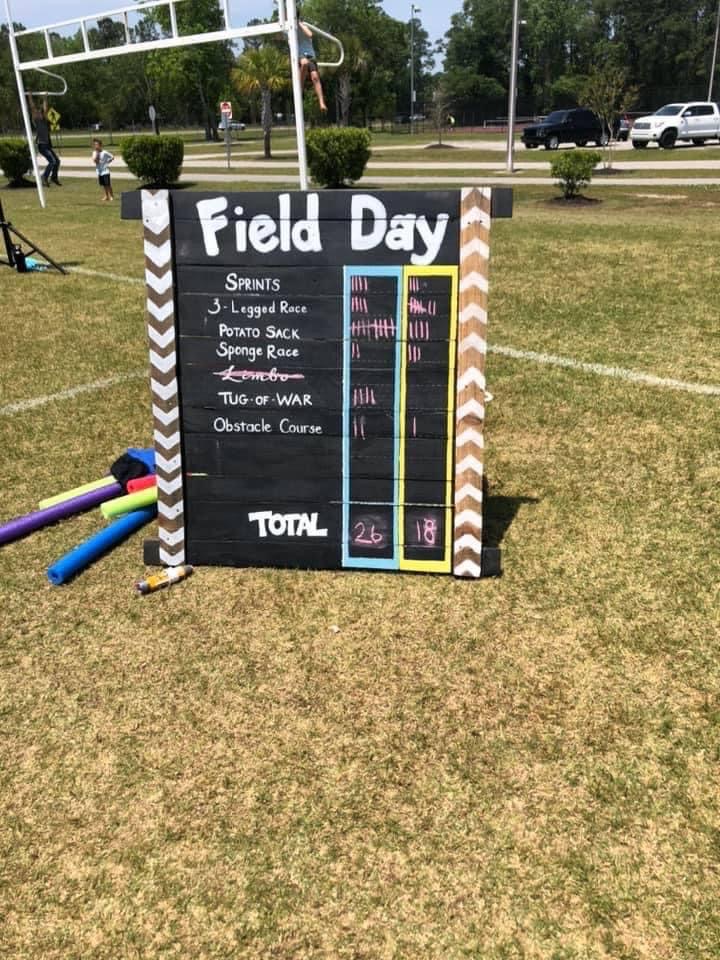 Field Day
SPRINTS
3-Legged Race
POTATO SACK
Sponge Race
Limbo
TUG-OF-WAR
Obstacle Course
TOTAL 26 18